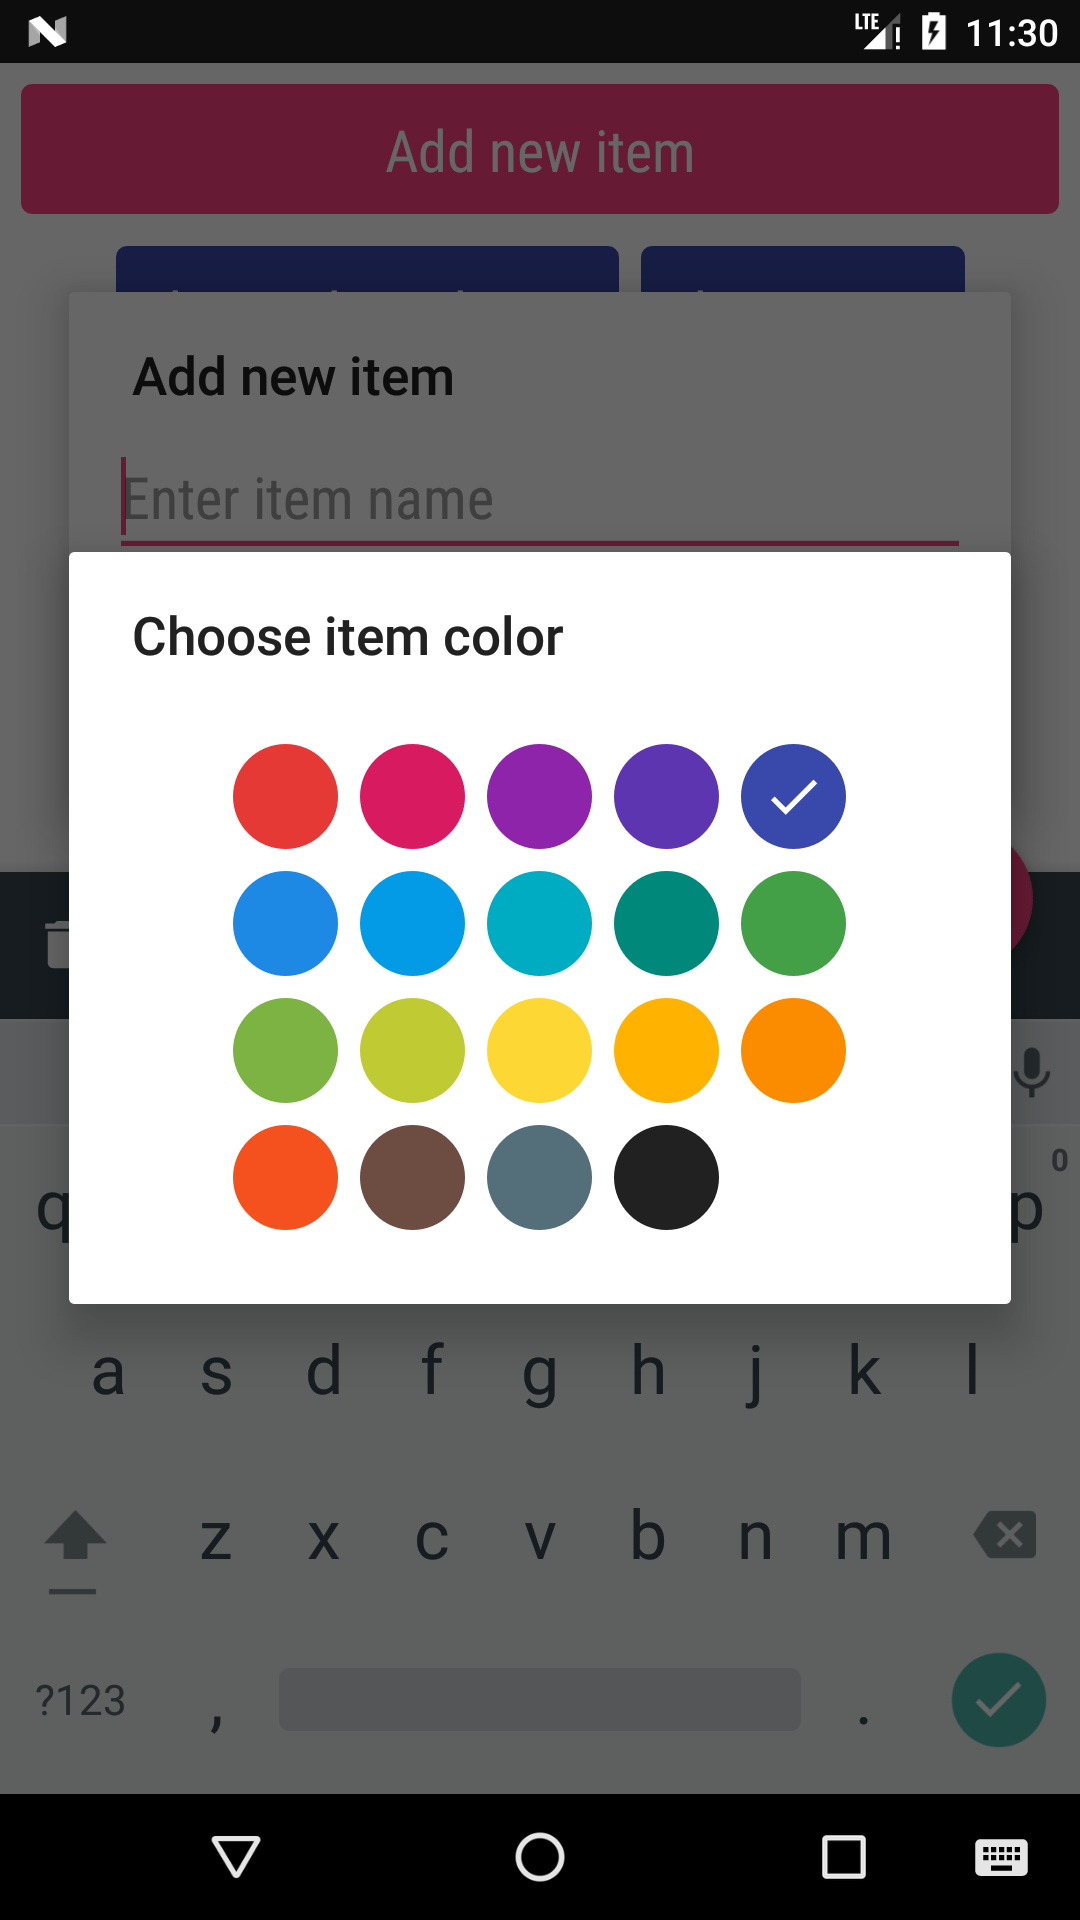 LTE 11:30
Add new item
Add new item
Enter item name
Choose item color
0
q p
a s d f g h j k l
z x c v b n m
?123 , .